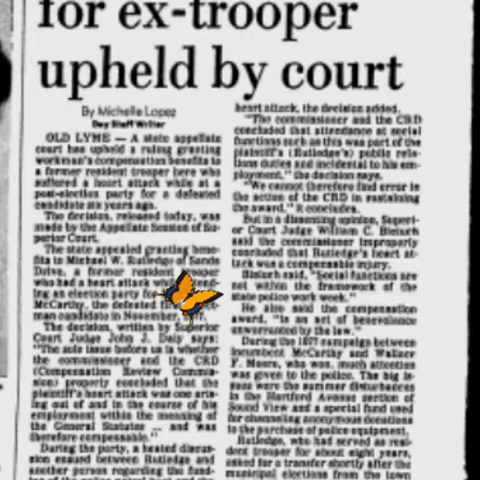 for ex-trooper
upheld by court
By Michelle Lopez
Day Staff Writer
OLD LYME — A state appellate
court has upheld a ruling granting
workman's compensation benefits to
a former resident trooper here who
suffered a heart attack while at a
post-election party for a defeated
candidate six years ago.
The decision, released today, was
made by the Appellate Session of Su-
perior Court.
The state appealed granting bene-
fits to Michael W. Rutledge of Sands
Drive, a former resident trooper
who had a heart attack while
ing an election party for
McCarthy, the defeated
man candidate in November
The decision, written by Superior
Court Judge John J. Daly says:
"The sole issue before us is whether
the commissioner and the CRD
(Compensation Review Commis-
sion) properly concluded that the
plaintiff's heart attack was one aris-
ing out of and in the course of his
employment within the meaning of
the General Statutes ... and was
therefore compensable."
During the party, a heated discus-
sion ensued between Rutledge and
another person regarding the fund-
heart attack, the decision added.
"The commissioner and the CRD
concluded that attendance at social
functions such as this was part of the
plaintiff's (Rutledge's) public rela-
tions duties and incidental to his em-
ployment," the decision says.
"We cannot therefore find error in
the action of the CRD in sustaining
the award," it concludes.
But in a dissenting opinion, Superi-
or Court Judge William C. Bieluch
said the commissioner improperly
concluded that Rutledge's heart at-
tack was a compensable injury.
Bieluch said, "Social functions are
not within the framework of the
state police work week."
He also said the compensation
award, "is an act of benevolence
unwarranted by the law."
During the 1977 campaign between
incumbent McCarthy and Wallace
F. Moore, who won, much attention
was given to the police. The big is-
sues were the summer disturbances
in the Hartford Avenue section of
Sound View and a special fund used
for channeling anonymous donations
to the purchase of police equipment.
Rutledge, who had served as resi-
dent trooper for about eight years,
asked for a transfer shortly after the
municipal elections from the town